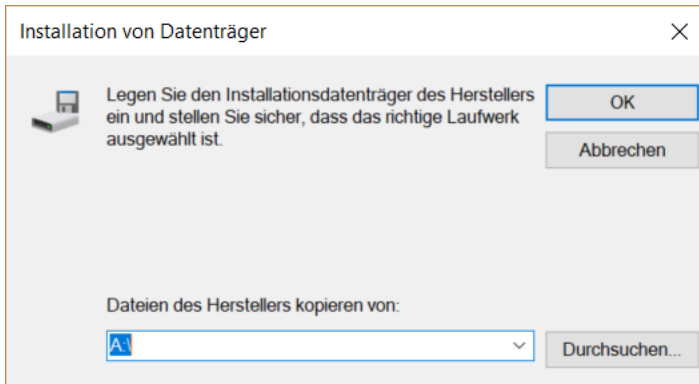 Installation von Datenträger
Legen Sie den Installationsdatenträger des Herstellers
ein und stellen Sie sicher, dass das richtige Laufwerk
ausgewählt ist.
OK
Abbrechen
Dateien des Herstellers kopieren von:
A:\
Durchsuchen...